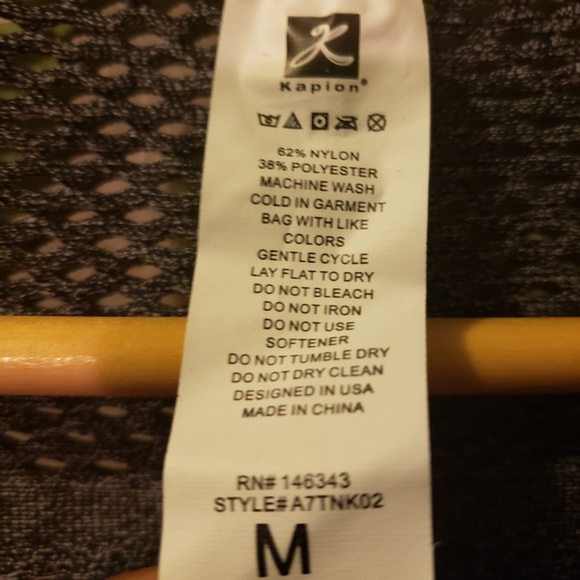 K
Kapion®
62% NYLON
38% POLYESTER
MACHINE WASH
COLD IN GARMENT
BAG WITH LIKE
COLORS
GENTLE CYCLE
LAY FLAT TO DRY
DO NOT BLEACH
DO NOT IRON
DO NOT USE
SOFTENER
DO NOT TUMBLE DRY
DO NOT DRY CLEAN
DESIGNED IN USA
MADE IN CHINA
RN# 146343
STYLE# A7TNK02
M